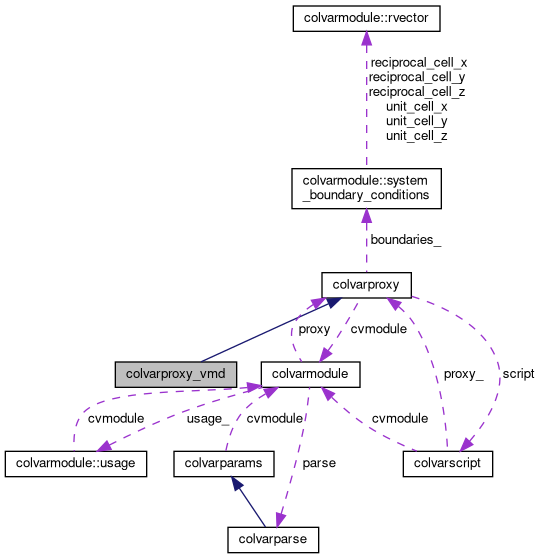 colvarmodule::rvector
reciprocal_cell_x
reciprocal_cell_y
reciprocal_cell_z
unit_cell_x
unit_cell_y
unit_cell_z
colvarmodule::system
_boundary_conditions
boundaries_
colvarproxy
proxy
cvmodule
colvarproxy_vmd
colvarmodule
proxy_
script
cvmodule
usage_
cvmodule
cvmodule
colvarmodule::usage
colvarparams
parse
colvarscript
colvarparse